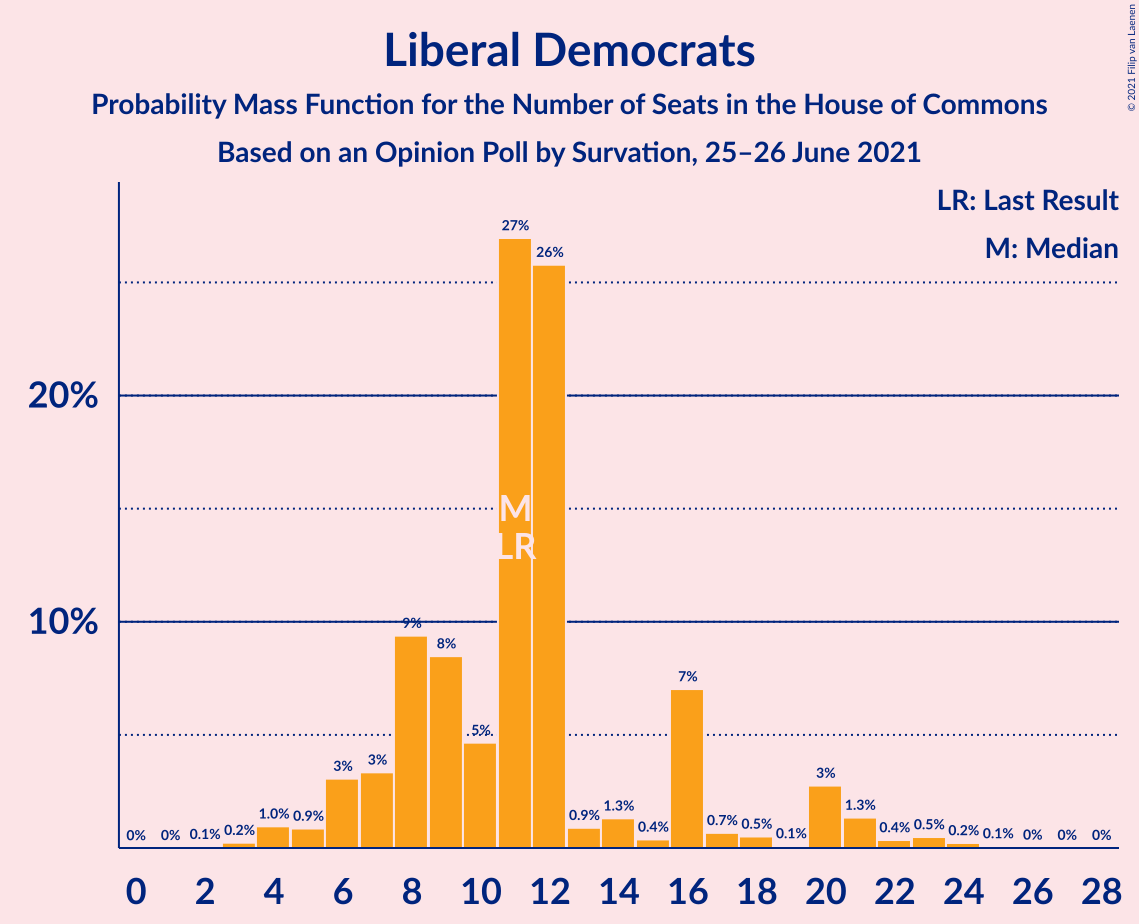 Liberal Democrats
Probability Mass Function for the Number of Seats in the House of Commons
Based on an Opinion Poll by Survation, 25–26 June 2021
© 2021 Filip van Laenen
LR: Last Result
M: Median
20%
10%
0% 0% 0.1% 0.2% 1.0% 0.9% 3% 3% 9% 8% 5% 27% 26% 0.9% 1.3% 0.4% 7% 0.7% 0.5% 0.1% 3% 1.3% 0.4% 0.5% 0.2% 0.1% 0% 0% 0%
M
LR
0 2 4 6 8 10 12 14 16 18 20 22 24 26 28